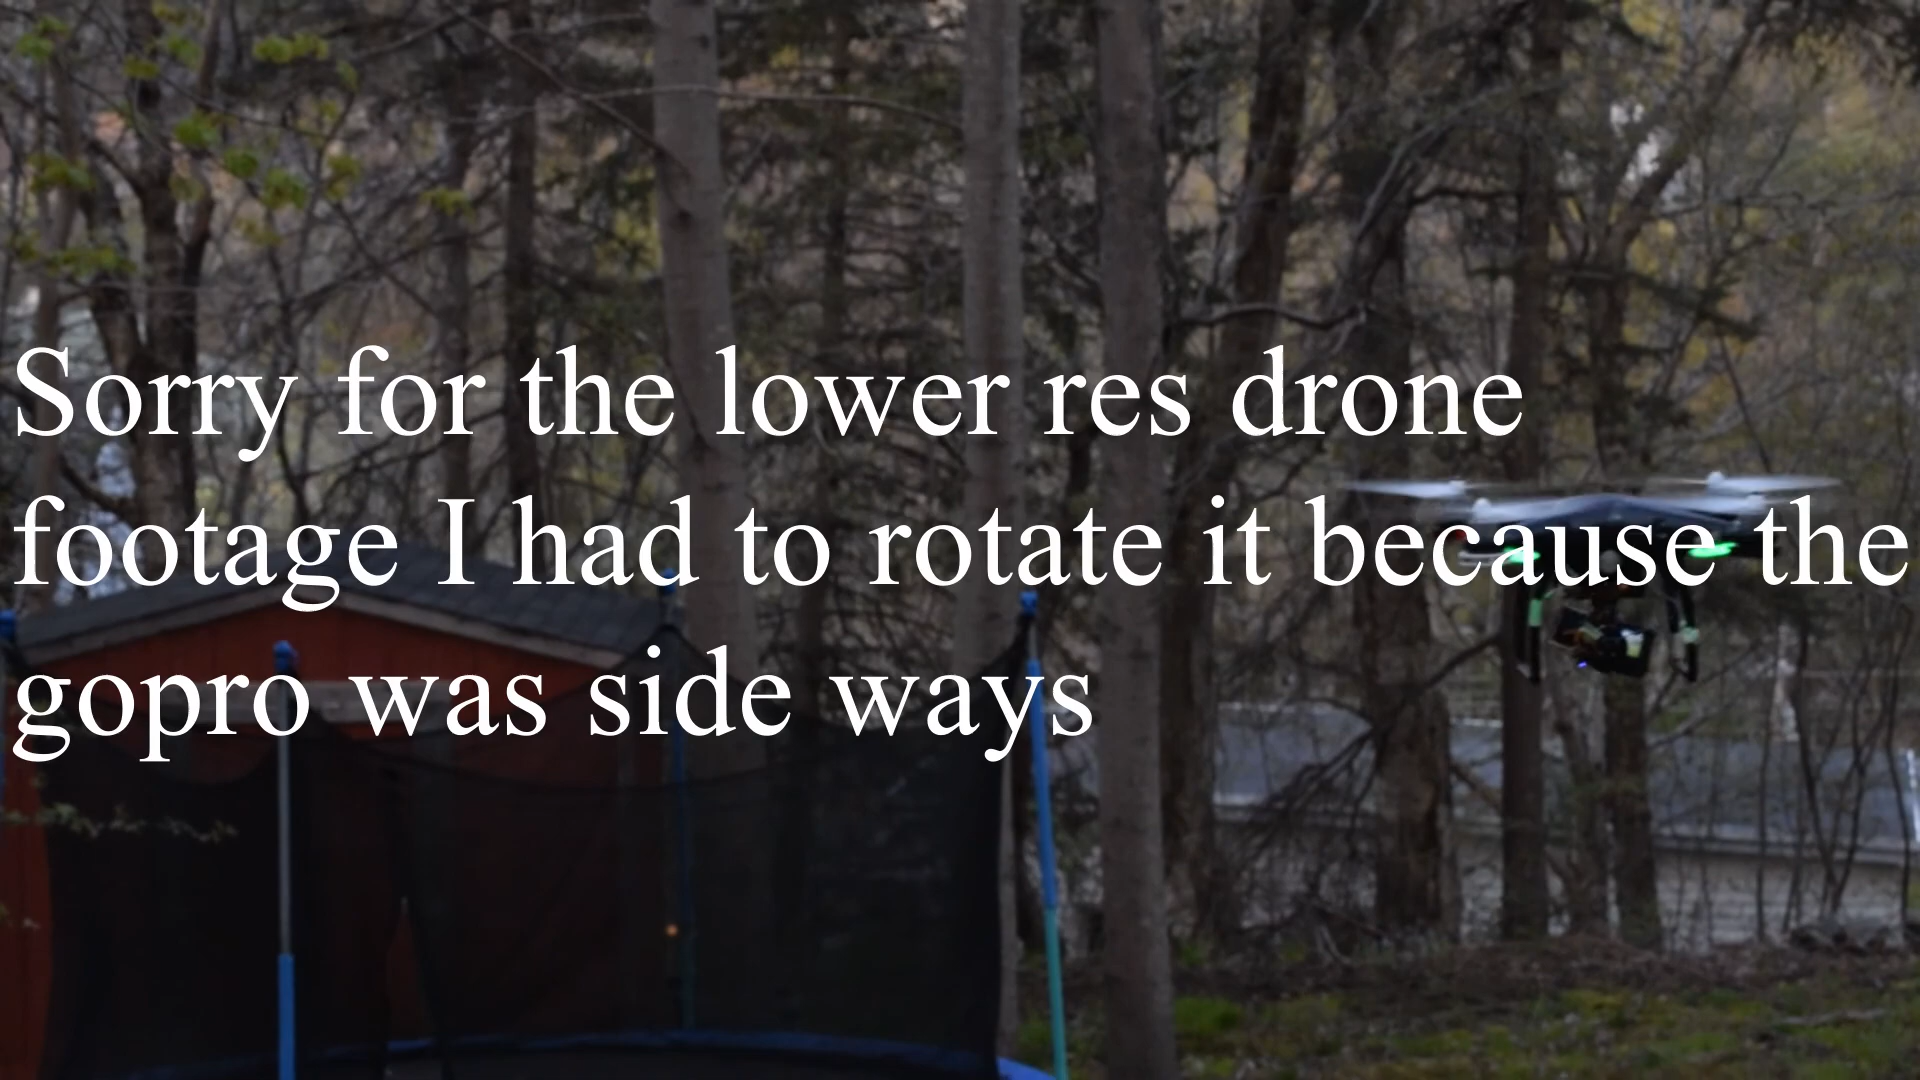 Sorry for the lower res drone
footage I had to rotate it because the
gopro was side ways